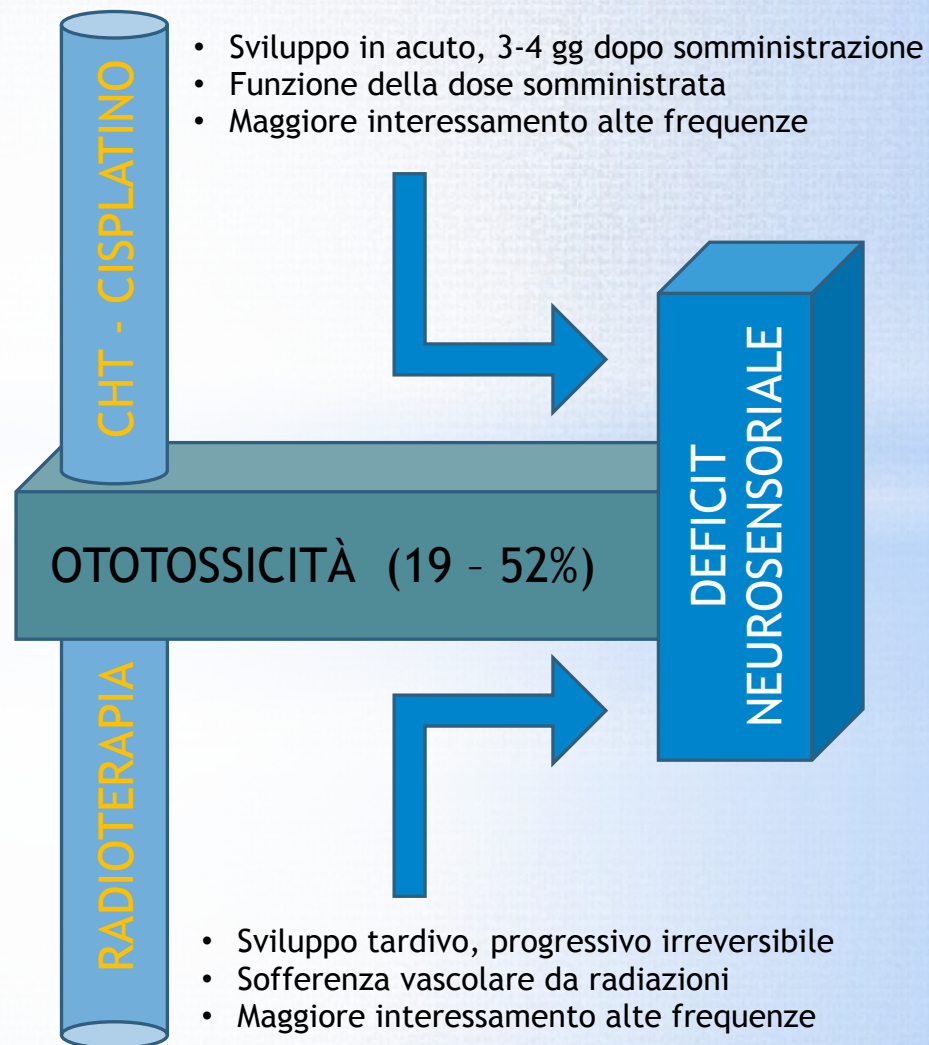 • Sviluppo in acuto, 3-4 gg dopo somministrazione
• Funzione della dose somministrata
• Maggiore interessamento alte frequenze
CHT - CISPLATINO
OTOTOSSICITÀ (19 – 52%)
DEFICIT
NEUROSENSORIALE
RADIOTERAPIA
• Sviluppo tardivo, progressivo irreversibile
• Sofferenza vascolare da radiazioni
• Maggiore interessamento alte frequenze